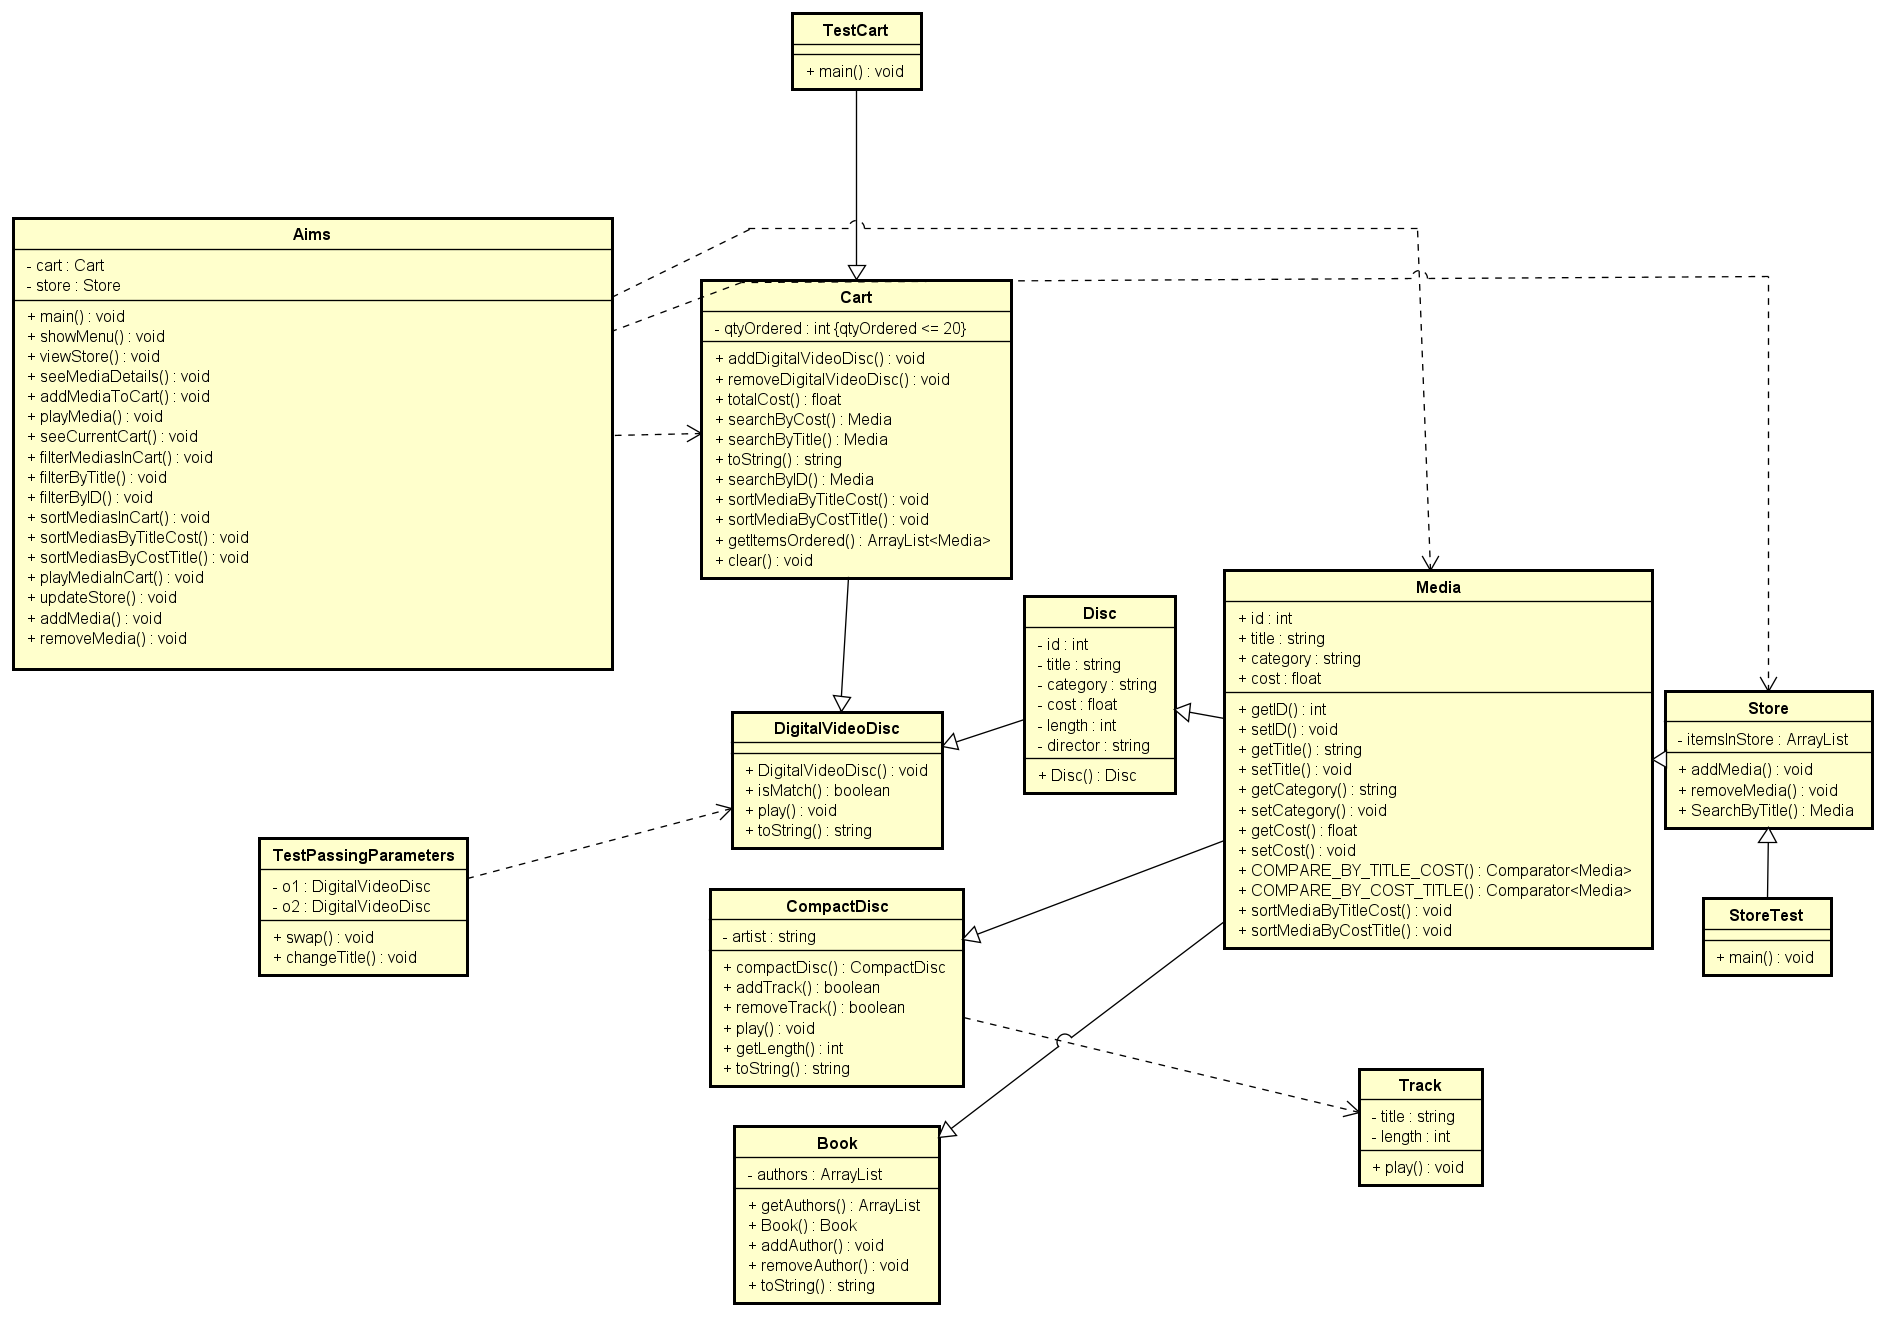 TestCart
+ main() : void
Aims
- cart : Cart
- store : Store
+ main() : void
+ showMenu() : void
+ viewStore() : void
+ seeMediaDetails() : void
+ addMediaToCart() : void
+ playMedia() : void
+ seeCurrentCart() : void
+ filterMediasInCart() : void
+ filterByTitle() : void
+ filterByID() : void
+ sortMediasInCart() : void
+ sortMediasByTitleCost() : void
+ sortMediasByCostTitle() : void
+ playMediaInCart() : void
+ updateStore() : void
+ addMedia() : void
+ removeMedia() : void
Cart
- qtyOrdered : int {qtyOrdered <= 20}
+ addDigitalVideoDisc() : void
+ removeDigitalVideoDisc() : void
+ totalCost() : float
+ searchByCost() : Media
+ searchByTitle() : Media
+ toString() : string
+ searchByID() : Media
+ sortMediaByTitleCost() : void
+ sortMediaByCostTitle() : void
+ getItemsOrdered() : ArrayList<Media>
+ clear() : void
Disc
- id : int
- title : string
- category : string
- cost : float
- length : int
- director : string
+ Disc() : Disc
Media
+ id : int
+ title : string
+ category : string
+ cost : float
+ getID() : int
+ setID() : void
+ getTitle() : string
+ setTitle() : void
+ getCategory() : string
+ setCategory() : void
+ getCost() : float
+ setCost() : void
+ COMPARE_BY_TITLE_COST() : Comparator<Media>
+ COMPARE_BY_COST_TITLE() : Comparator<Media>
+ sortMediaByTitleCost() : void
+ sortMediaByCostTitle() : void
Store
- itemsInStore : ArrayList
+ addMedia() : void
+ removeMedia() : void
+ SearchByTitle() : Media
DigitalVideoDisc
+ DigitalVideoDisc() : void
+ isMatch() : boolean
+ play() : void
+ toString() : string
TestPassingParameters
- o1 : DigitalVideoDisc
- o2 : DigitalVideoDisc
+ swap() : void
+ changeTitle() : void
CompactDisc
- artist : string
+ compactDisc() : CompactDisc
+ addTrack() : boolean
+ removeTrack() : boolean
+ play() : void
+ getLength() : int
+ toString() : string
StoreTest
+ main() : void
Track
- title : string
- length : int
+ play() : void
Book
- authors : ArrayList
+ getAuthors() : ArrayList
+ Book() : Book
+ addAuthor() : void
+ removeAuthor() : void
+ toString() : string